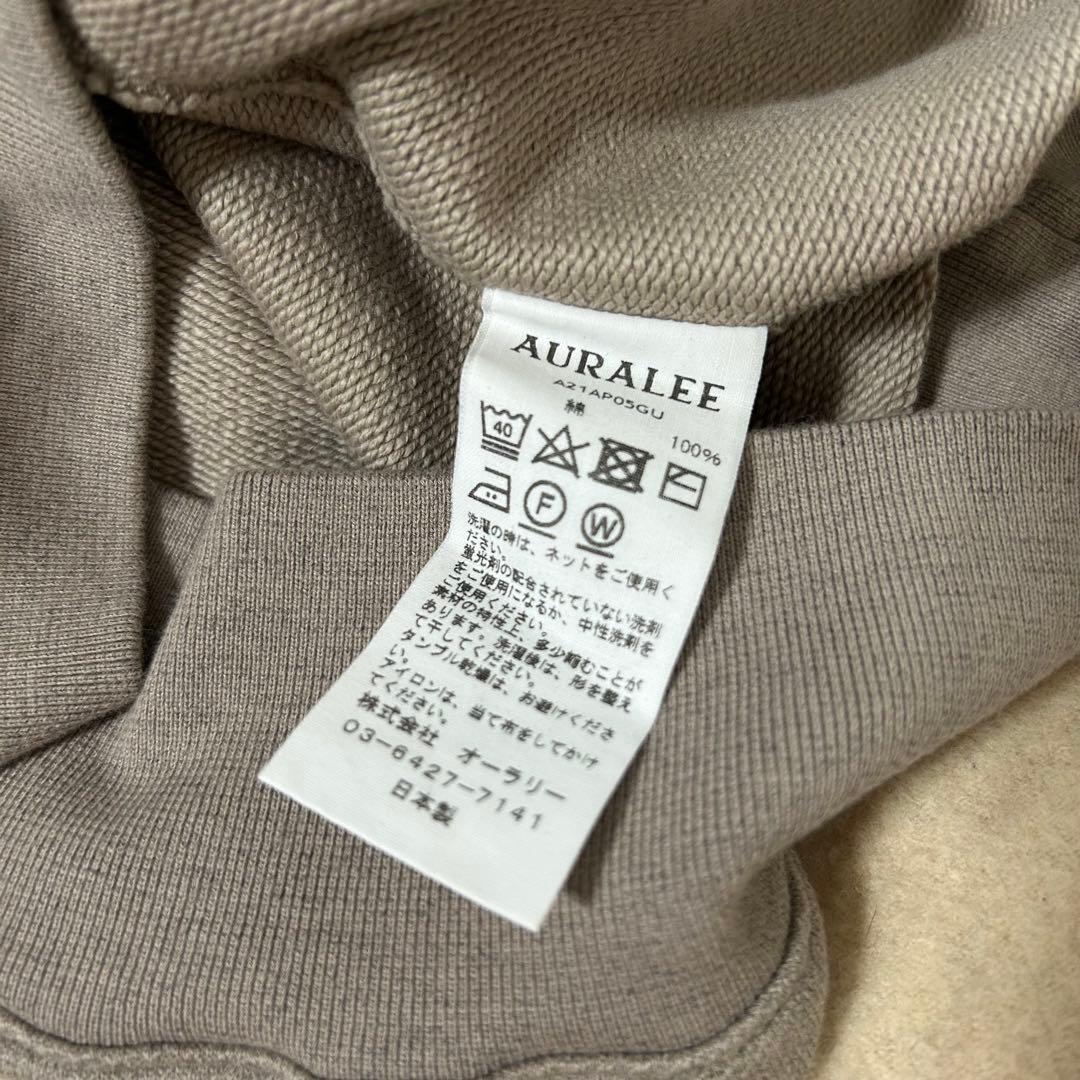 AURALEE
A21AP05GU
綿 100%
40
F W
洗濯の時は、ネットをご使用く
ださい。
蛍光剤の配合されていない洗剤
をご使用になるか、中性洗剤を
ご使用ください。
素材の特性上、多少縮むことが
あります。洗濯後は、形を整え
て干してください。
タンブル乾燥は、お避けくださ
い。
アイロンは、当て布をしてかけ
てください。
株式会社 オーラリー
03-6427-7141
日本製